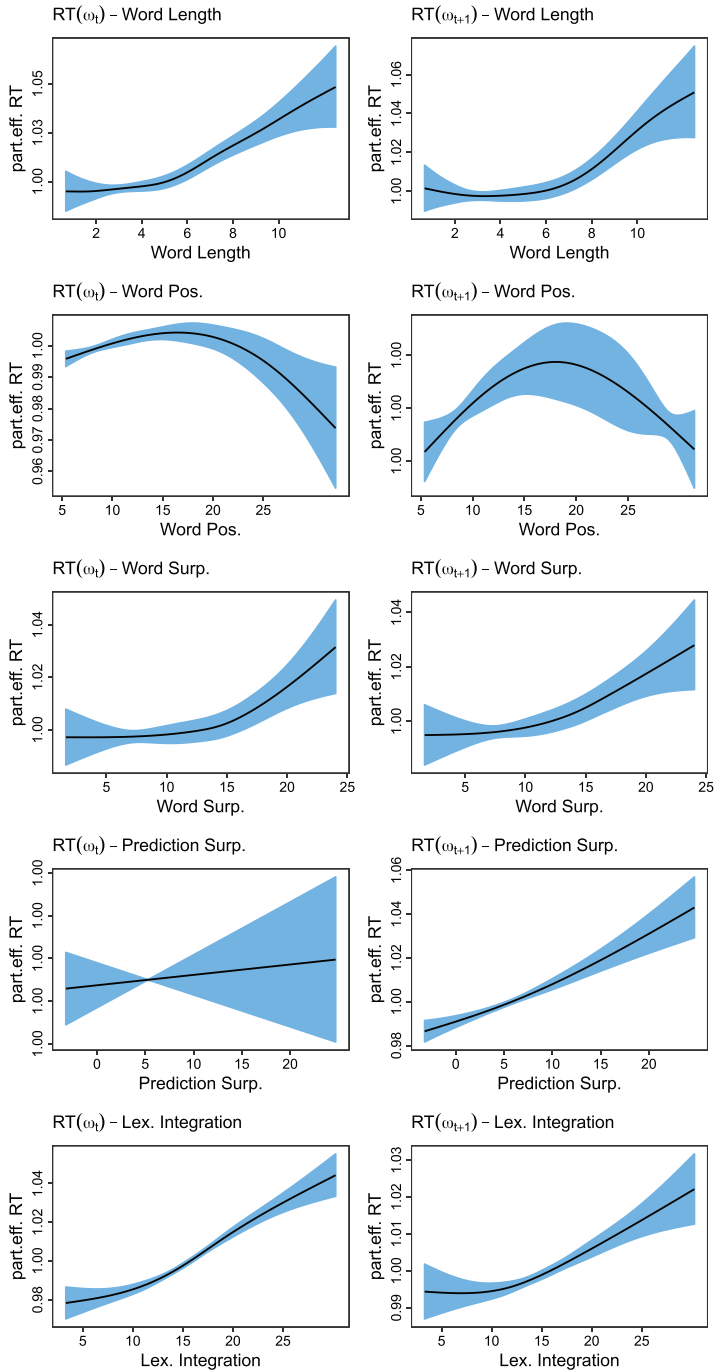 RT(ωt) – Word Length
part.eff. RT
1.00 1.03 1.05
2 4 6 8 10
Word Length
RT(ωt+1) – Word Length
part.eff. RT
1.00 1.02 1.04 1.06
2 4 6 8 10
Word Length
RT(ωt) – Word Pos.
part.eff. RT
0.96 0.97 0.98 0.99 1.00
5 10 15 20 25
Word Pos.
RT(ωt+1) – Word Pos.
part.eff. RT
1.00 1.00 1.00
5 10 15 20 25
Word Pos.
RT(ωt) – Word Surp.
part.eff. RT
1.00 1.02 1.04
5 10 15 20 25
Word Surp.
RT(ωt+1) – Word Surp.
part.eff. RT
1.00 1.02 1.04
5 10 15 20 25
Word Surp.
RT(ωt) – Prediction Surp.
part.eff. RT
1.00 1.00 1.00 1.00 1.00
0 5 10 15 20
Prediction Surp.
RT(ωt+1) – Prediction Surp.
part.eff. RT
0.98 1.00 1.02 1.04 1.06
0 5 10 15 20
Prediction Surp.
RT(ωt) – Lex. Integration
part.eff. RT
0.98 1.00 1.02 1.04
5 10 15 20 25
Lex. Integration
RT(ωt+1) – Lex. Integration
part.eff. RT
0.99 1.00 1.01 1.02 1.03
5 10 15 20 25
Lex. Integration